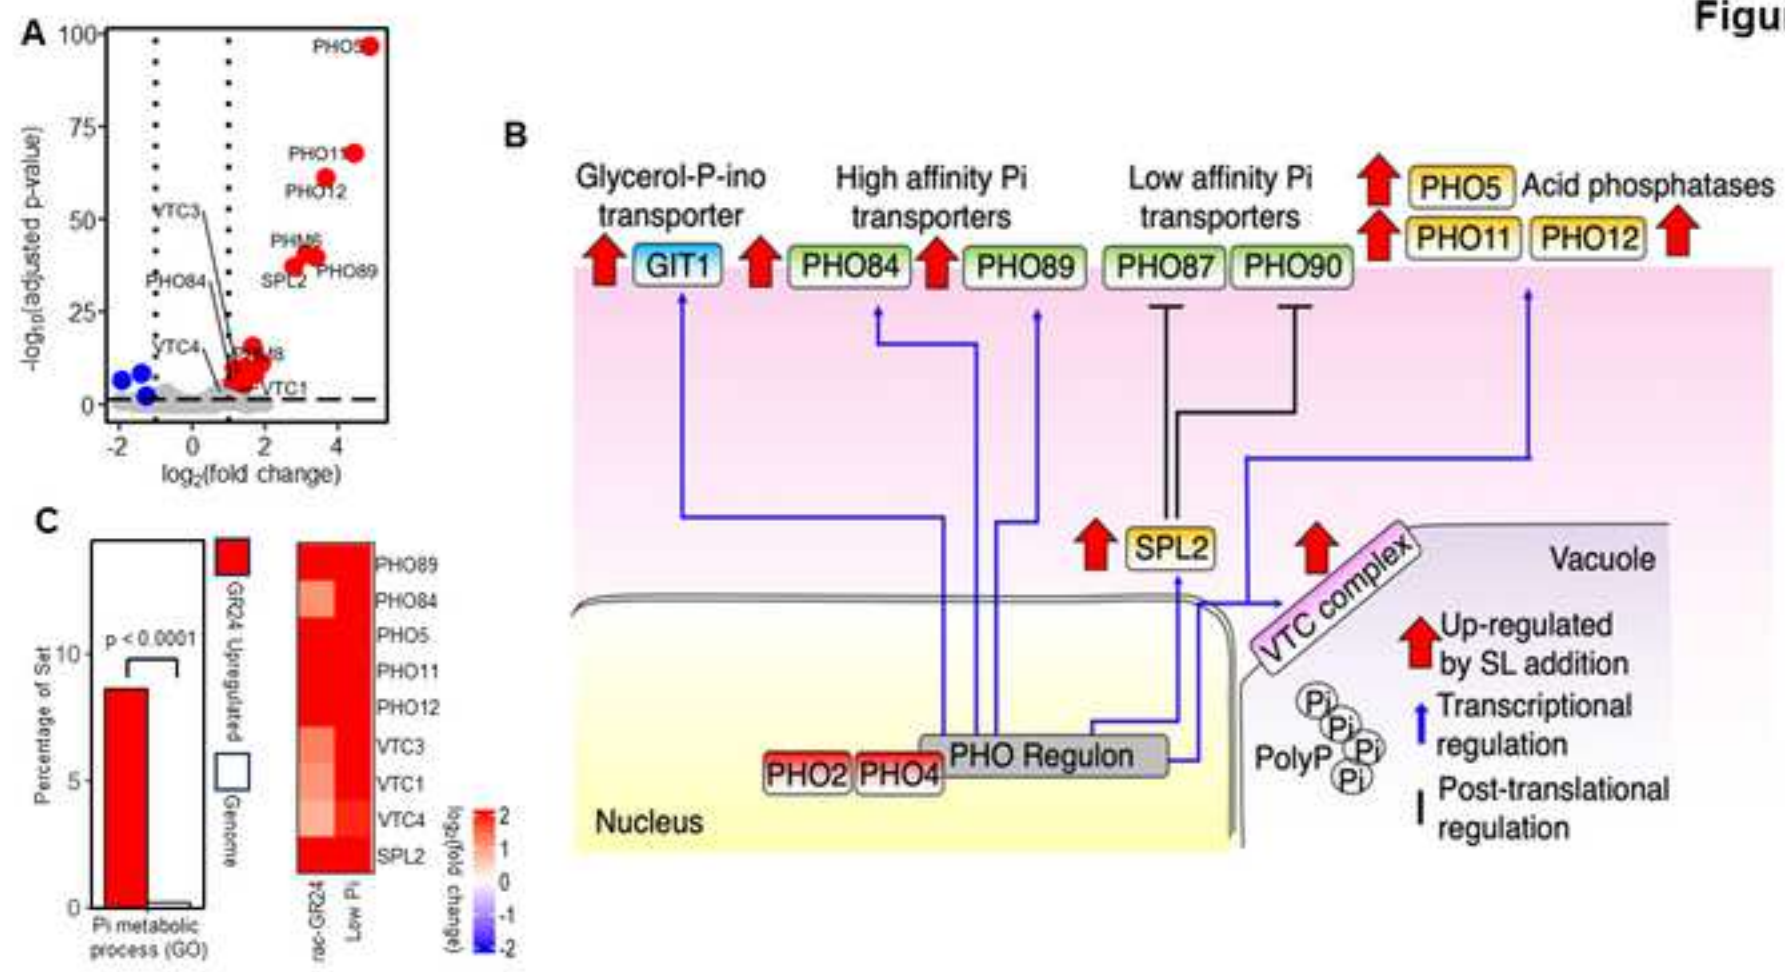 Figur
A
100
75
50
25
0
-log10(adjusted p-value)
PHO5
PHO11
PHO12
VTC3
PHM6
PHO89
SPL2
PHO84
VTC4
VTC1
-2
0
2
4
log2(fold change)
B
Glycerol-P-ino
transporter
High affinity Pi
transporters
Low affinity Pi
transporters
PHO5 Acid phosphatases
PHO11 PHO12
GIT1 PHO84 PHO89 PHO87 PHO90
SPL2
VTC complex
Vacuole
Up-regulated
by SL addition
Transcriptional
regulation
Post-translational
regulation
PolyP
Pi
Pi
Pi
Pi
PHO2 PHO4 PHO Regulon
Nucleus
C
Percentage of Set
10
5
0
p < 0.0001
Pi metabolic
process (GO)
GR24 Upregulated
Genome
PHO89
PHO84
PHO5
PHO11
PHO12
VTC3
VTC1
VTC4
SPL2
rac-GR24
Low Pi
log2(fold change)
2
1
0
-1
-2